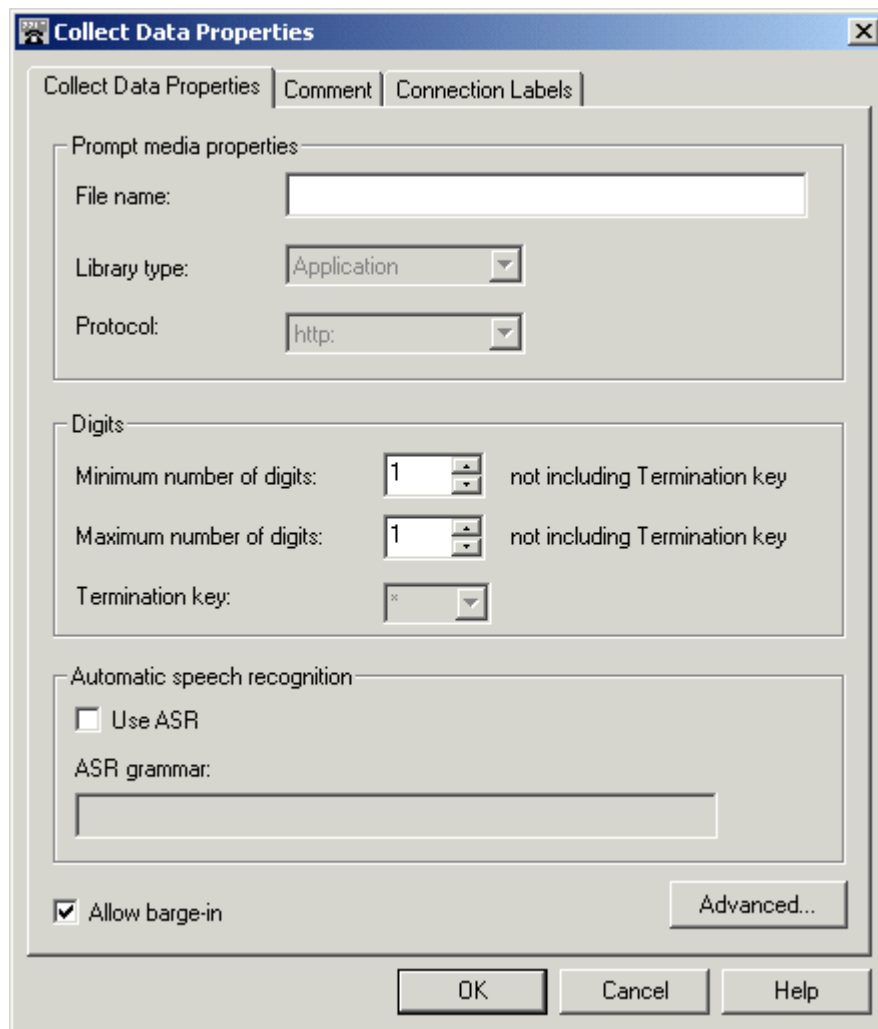 Collect Data Properties
Collect Data Properties Comment Connection Labels
Prompt media properties
File name:
Library type: Application
Protocol: http:
Digits
Minimum number of digits: 1 not including Termination key
Maximum number of digits: 1 not including Termination key
Termination key: *
Automatic speech recognition
Use ASR
ASR grammar:
Allow barge-in Advanced...
OK Cancel Help